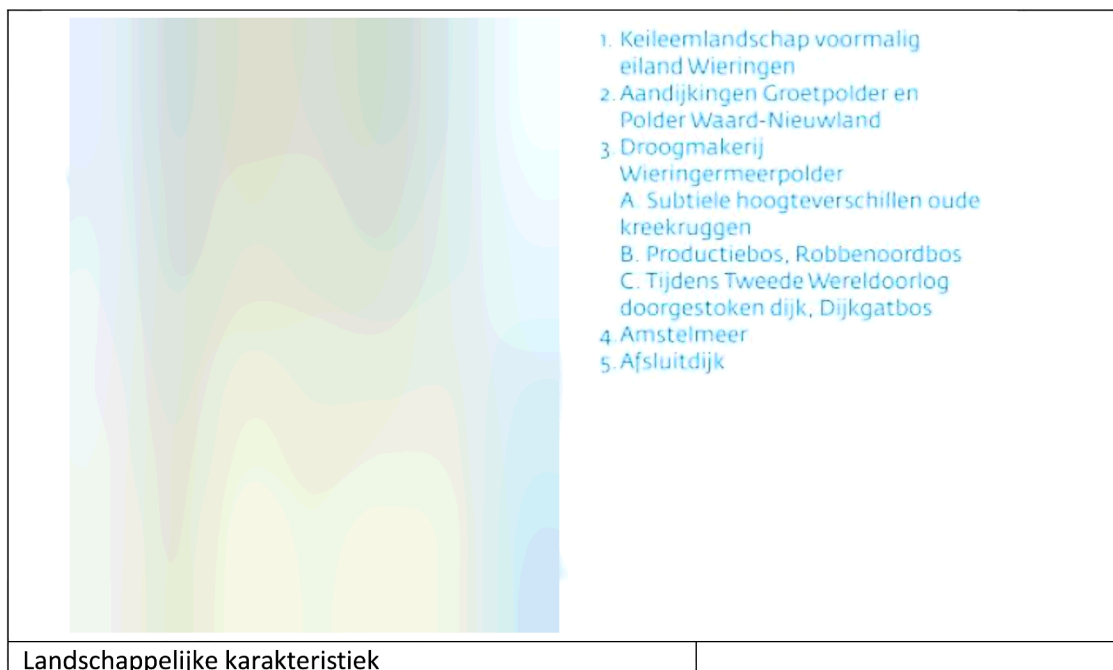 1. Keileemlandschap voormalig
eiland Wieringen
2. Aandijkingen Groetpolder en
Polder Waard-Nieuwland
3. Droogmakerij
Wieringermeerpolder
A. Subtiele hoogteverschillen oude
kreekruggen
B. Productiebos, Robbenoordbos
C. Tijdens Tweede Wereldoorlog
doorgestoken dijk, Dijkgatbos
4. Amstelmeer
5. Afsluitdijk
Landschappelijke karakteristiek